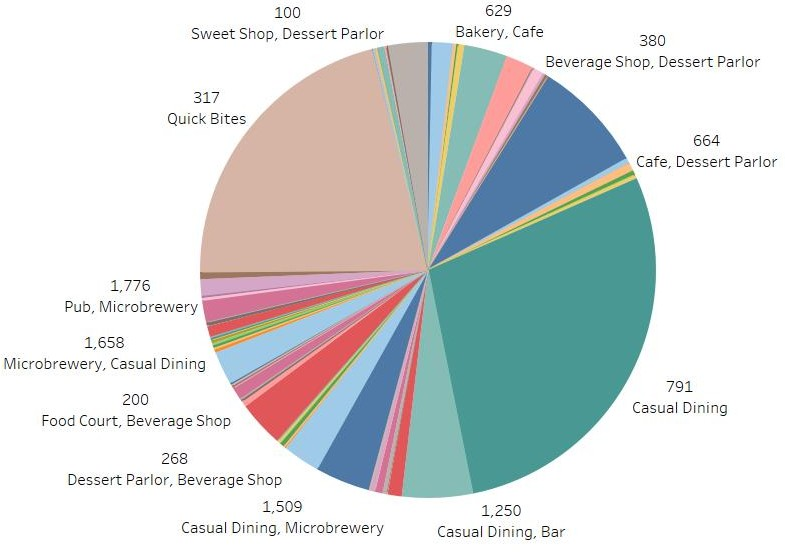 100
Sweet Shop, Dessert Parlor
629
Bakery, Cafe
380
Beverage Shop, Dessert Parlor
317
Quick Bites
664
Cafe, Dessert Parlor
1,776
Pub, Microbrewery
1,658
Microbrewery, Casual Dining
791
Casual Dining
200
Food Court, Beverage Shop
268
Dessert Parlor, Beverage Shop
1,509
Casual Dining, Microbrewery
1,250
Casual Dining, Bar